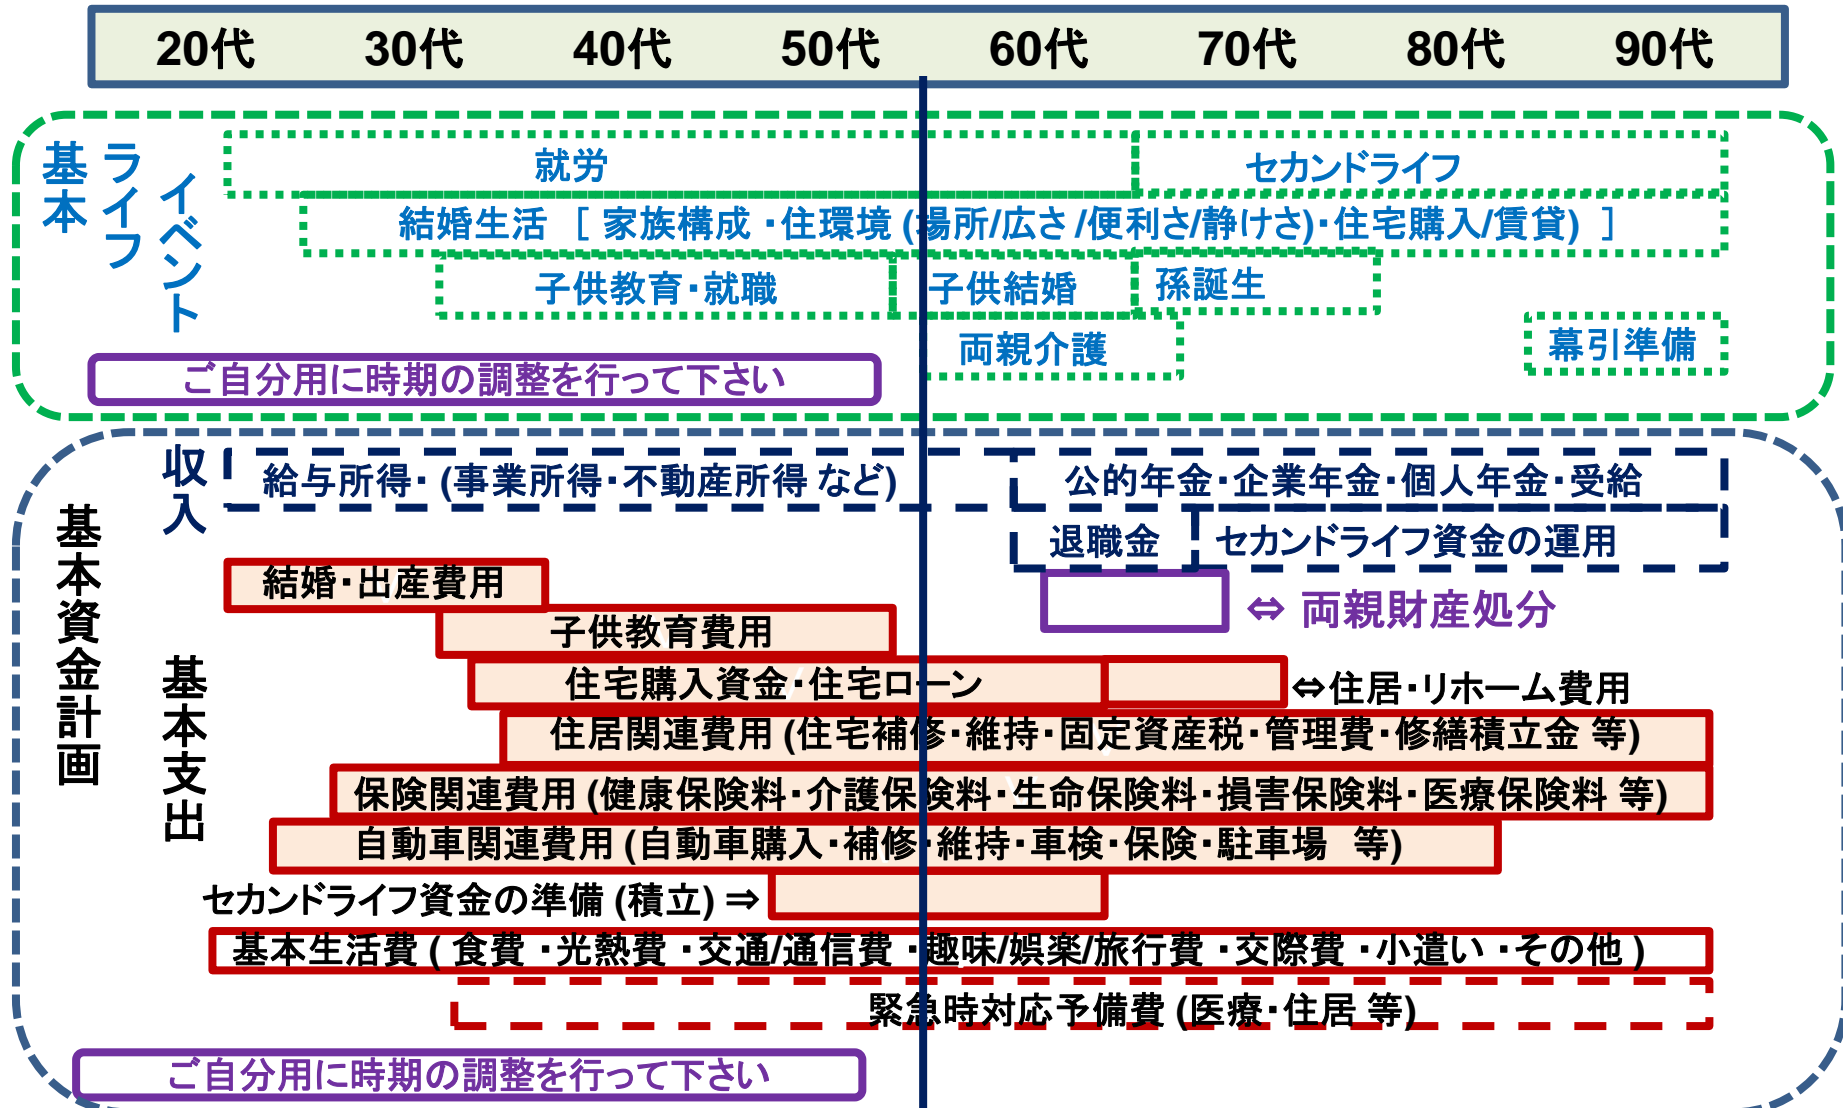 20代 30代 40代 50代 60代 70代 80代 90代
基本
ライフ
イベント
就労
セカンドライフ
結婚生活 [ 家族構成・住環境 (場所/広さ/便利さ/静けさ)・住宅購入/賃貸) ]
子供教育・就職
子供結婚
孫誕生
両親介護
幕引準備
ご自分用に時期の調整を行って下さい
基本資金計画
収入
給与所得・(事業所得・不動産所得 など)
公的年金・企業年金・個人年金・受給
退職金
セカンドライフ資金の運用
⇔ 両親財産処分
基本支出
結婚・出産費用
子供教育費用
住宅購入資金・住宅ローン
⇔住居・リホーム費用
住居関連費用 (住宅補修・維持・固定資産税・管理費・修繕積立金 等)
保険関連費用 (健康保険料・介護保険料・生命保険料・損害保険料・医療保険料 等)
自動車関連費用 (自動車購入・補修・維持・車検・保険・駐車場 等)
セカンドライフ資金の準備 (積立) ⇒
基本生活費 ( 食費 ・光熱費 ・交通/通信費 ・趣味/娯楽/旅行費 ・交際費 ・小遣い ・その他 )
緊急時対応予備費 (医療・住居 等)
ご自分用に時期の調整を行って下さい